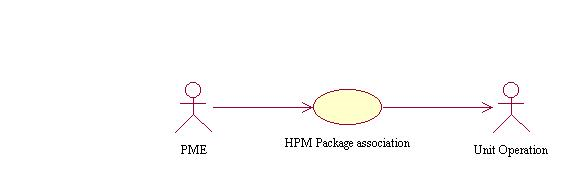 PME
HPM Package association
Unit Operation